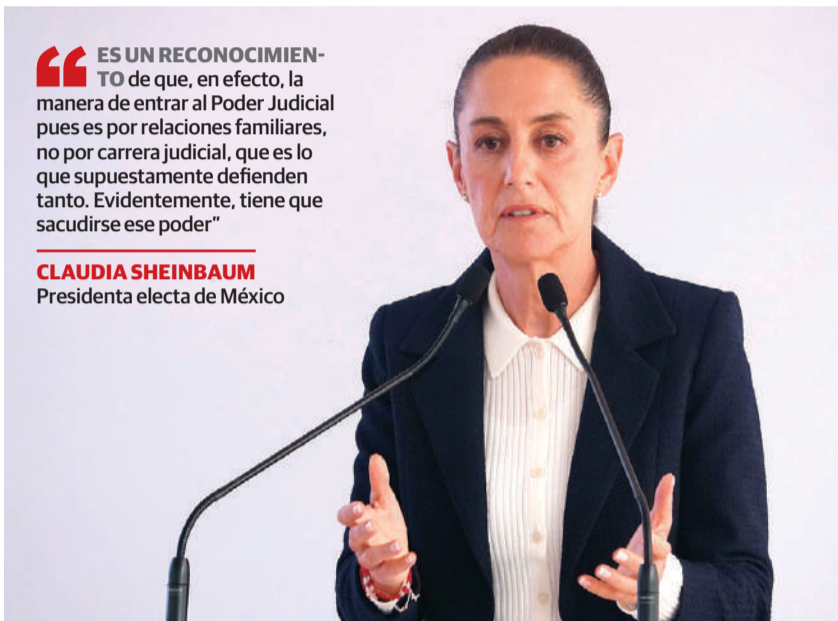 ES UN RECONOCIMIEN-
TO de que, en efecto, la
manera de entrar al Poder Judicial
pues es por relaciones familiares,
no por carrera judicial, que es lo
que supuestamente defienden
tanto. Evidentemente, tiene que
sacudirse ese poder”
CLAUDIA SHEINBAUM
Presidenta electa de México